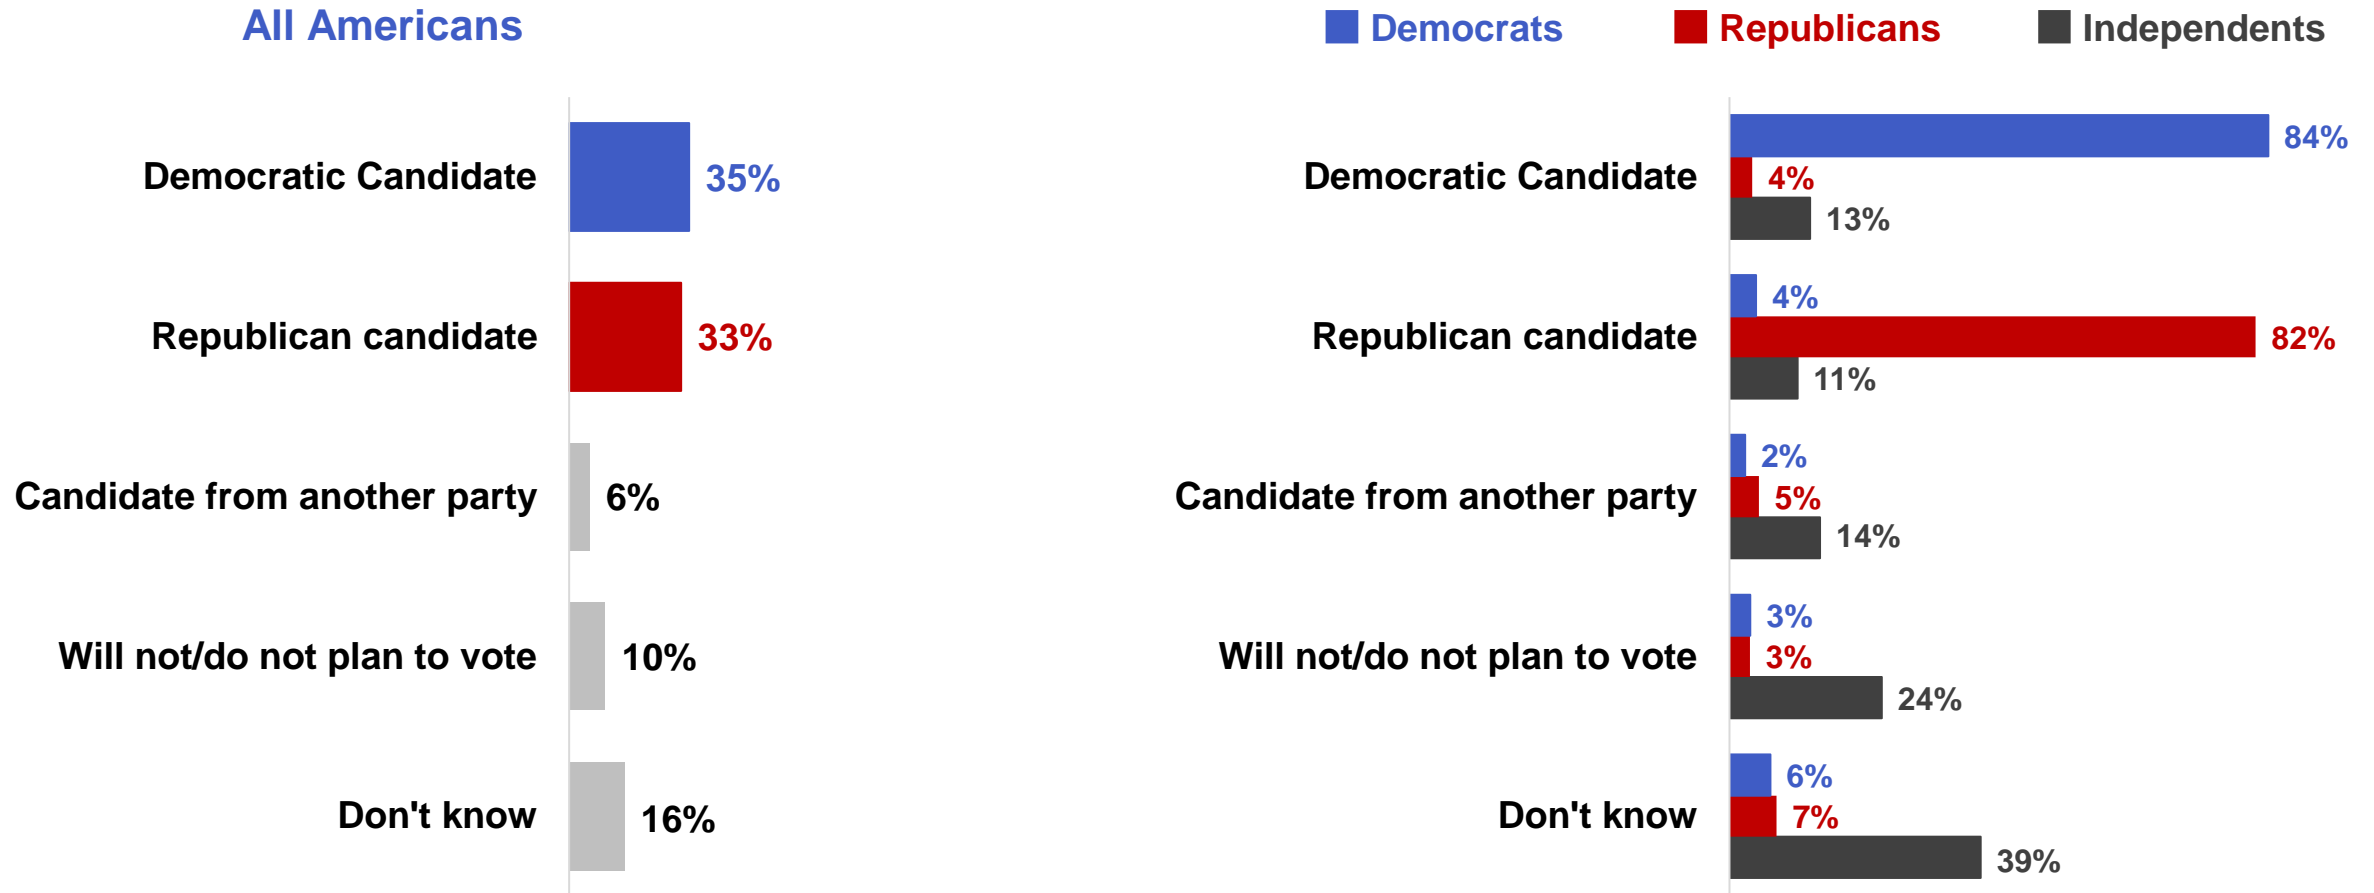 All Americans
Democratic Candidate 35%
Republican candidate 33%
Candidate from another party 6%
Will not/do not plan to vote 10%
Don't know 16%
Democrats Republicans Independents
Democratic Candidate
84%
4%
13%
Republican candidate
4%
82%
11%
Candidate from another party
2%
5%
14%
Will not/do not plan to vote
3%
3%
24%
Don't know
6%
7%
39%